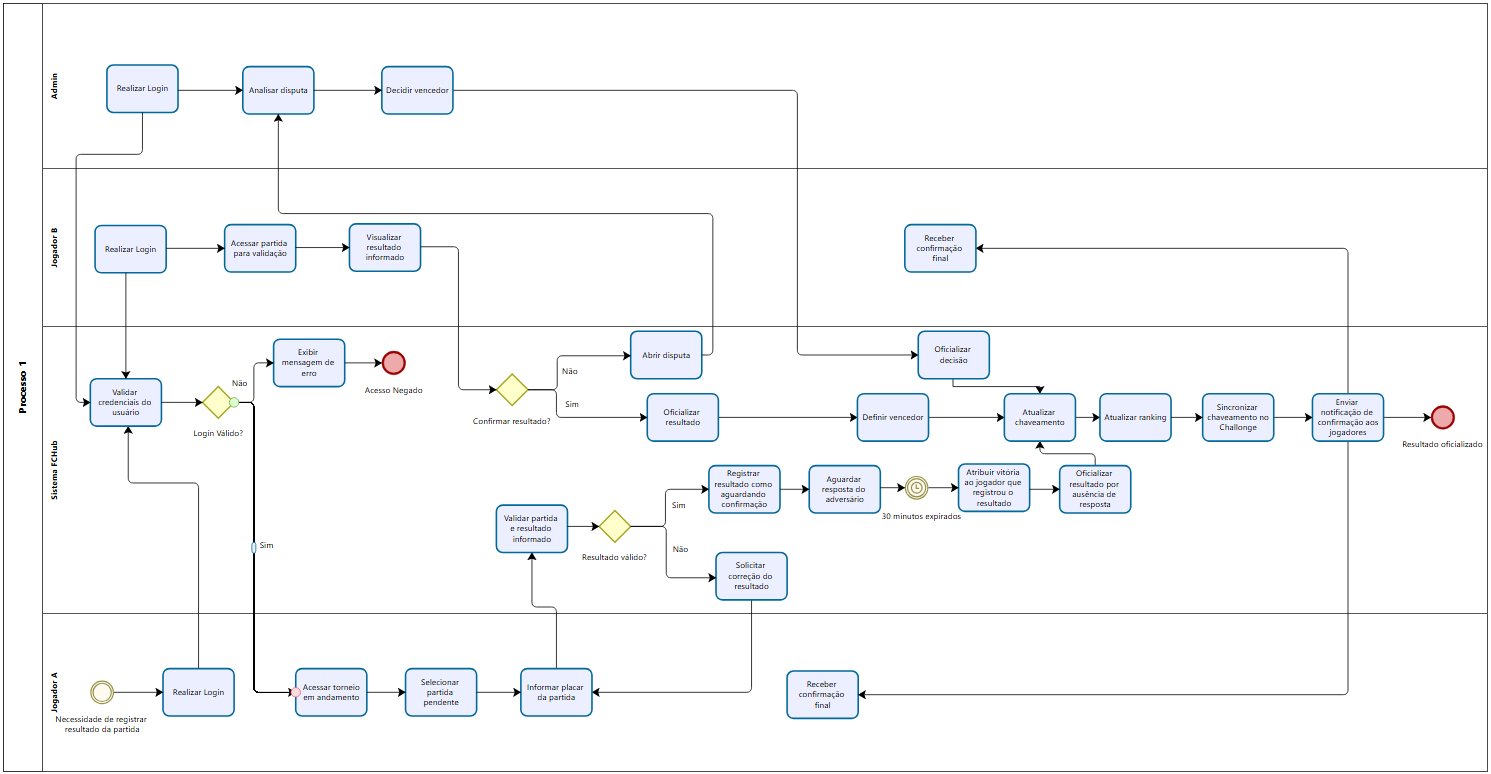 Processo 1
Admin
Realizar Login
Analisar disputa
Decidir vencedor
Jogador B
Realizar Login
Acessar partida
para validação
Visualizar
resultado
informado
Receber
confirmação
final
Sistema FCHub
Validar
credenciais do
usuário
Login Válido?
Não
Sim
Exibir
mensagem de
erro
Acesso Negado
Confirmar resultado?
Não
Sim
Abrir disputa
Oficializar
resultado
Oficializar
decisão
Definir vencedor
Atualizar
chaveamento
Atualizar ranking
Sincronizar
chaveamento no
Challonge
Enviar
notificação de
confirmação aos
jogadores
Resultado oficializado
Validar partida
e resultado
informado
Resultado válido?
Sim
Não
Registrar
resultado como
aguardando
confirmação
Aguardar
resposta do
adversário
30 minutos expirados
Atribuir vitória
ao jogador que
registrou o
resultado
Oficializar
resultado por
ausência de
resposta
Solicitar
correção do
resultado
Jogador A
Necessidade de registrar
resultado da partida
Realizar Login
Acessar torneio
em andamento
Selecionar
partida
pendente
Informar placar
da partida
Receber
confirmação
final